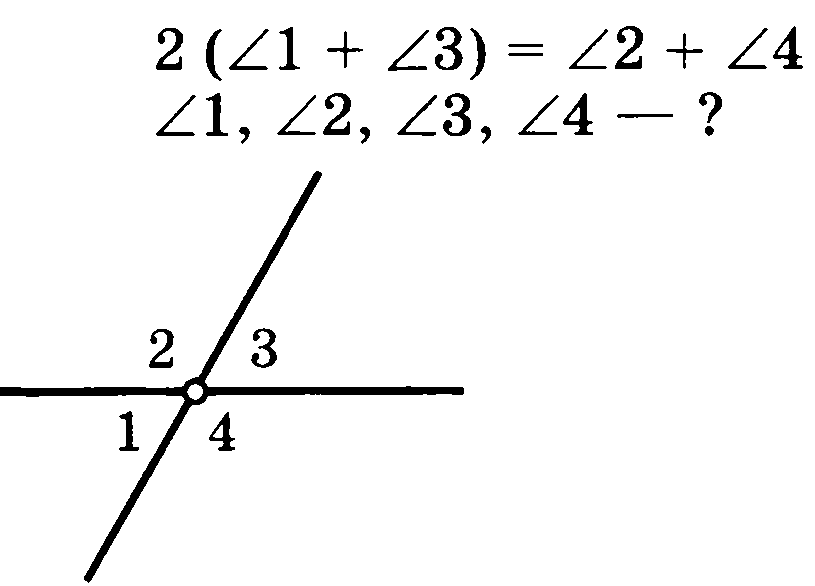 2 (∠1 + ∠3) = ∠2 + ∠4
∠1, ∠2, ∠3, ∠4 — ?
2 3
1 4